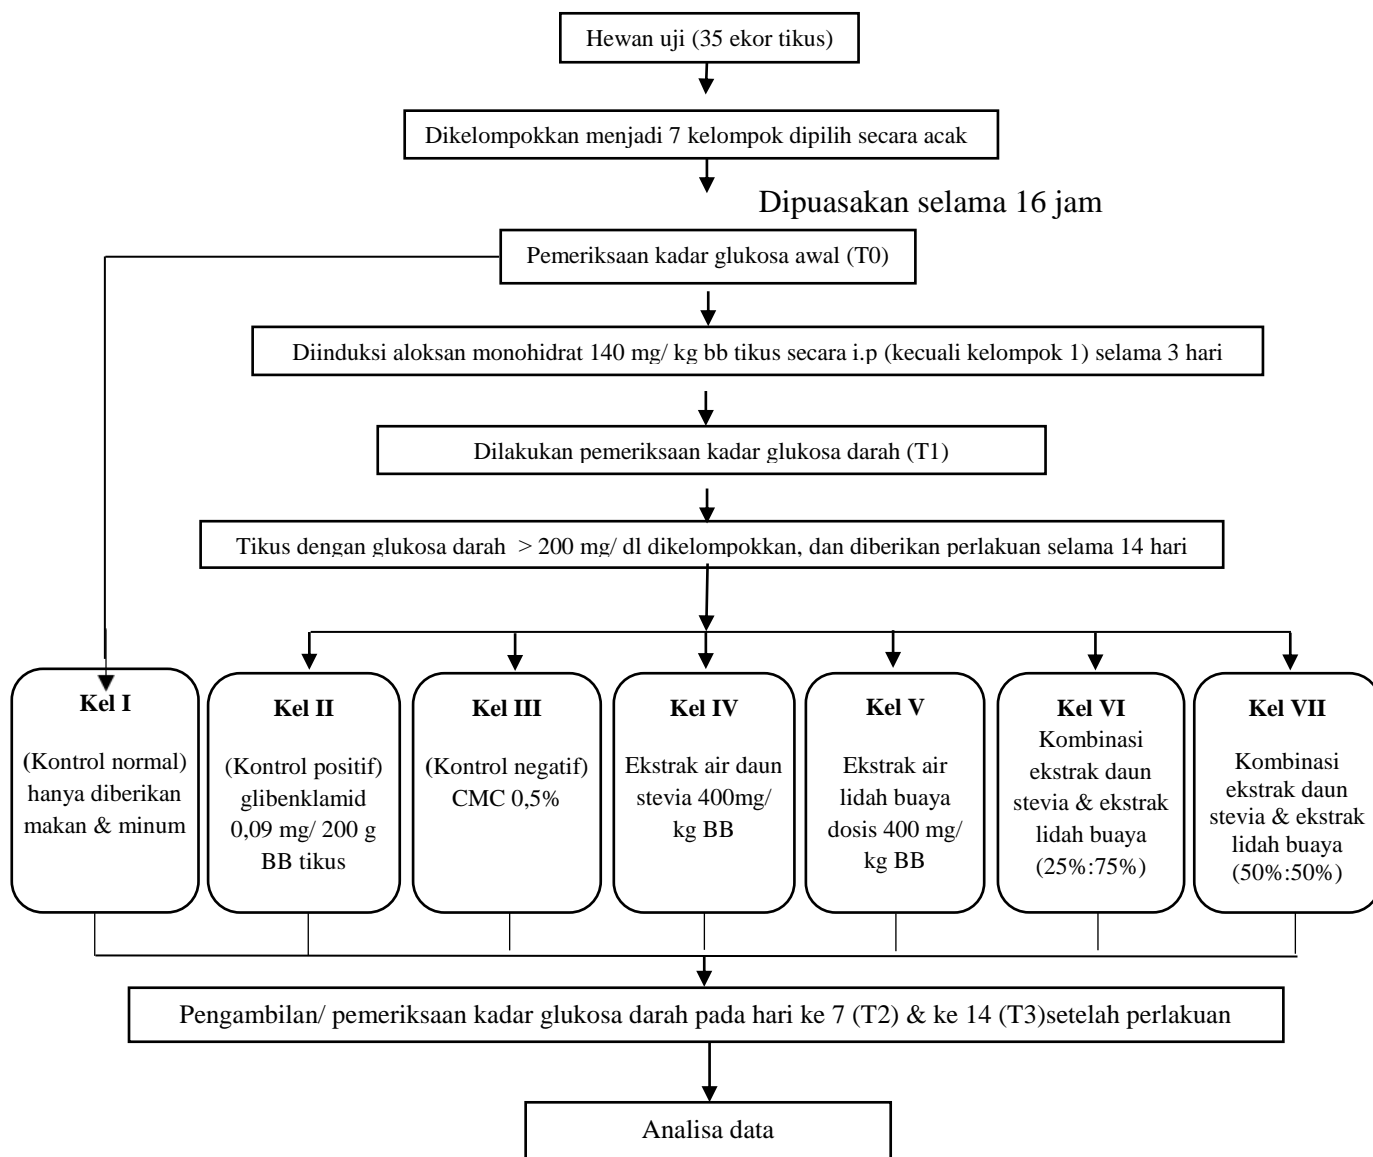 Hewan uji (35 ekor tikus)
Dikelompokkan menjadi 7 kelompok dipilih secara acak
Dipuasakan selama 16 jam
Pemeriksaan kadar glukosa awal (T0)
Diinduksi aloksan monohidrat 140 mg/ kg bb tikus secara i.p (kecuali kelompok 1) selama 3 hari
Dilakukan pemeriksaan kadar glukosa darah (T1)
Tikus dengan glukosa darah > 200 mg/ dl dikelompokkan, dan diberikan perlakuan selama 14 hari
Kel I
(Kontrol normal)
hanya diberikan
makan & minum
Kel II
(Kontrol positif)
glibenklamid
0,09 mg/ 200 g
BB tikus
Kel III
(Kontrol negatif)
CMC 0,5%
Kel IV
Ekstrak air daun
stevia 400mg/
kg BB
Kel V
Ekstrak air
lidah buaya
dosis 400 mg/
kg BB
Kel VI
Kombinasi
ekstrak daun
stevia & ekstrak
lidah buaya
(25%:75%)
Kel VII
Kombinasi
ekstrak daun
stevia & ekstrak
lidah buaya
(50%:50%)
Pengambilan/ pemeriksaan kadar glukosa darah pada hari ke 7 (T2) & ke 14 (T3)setelah perlakuan
Analisa data